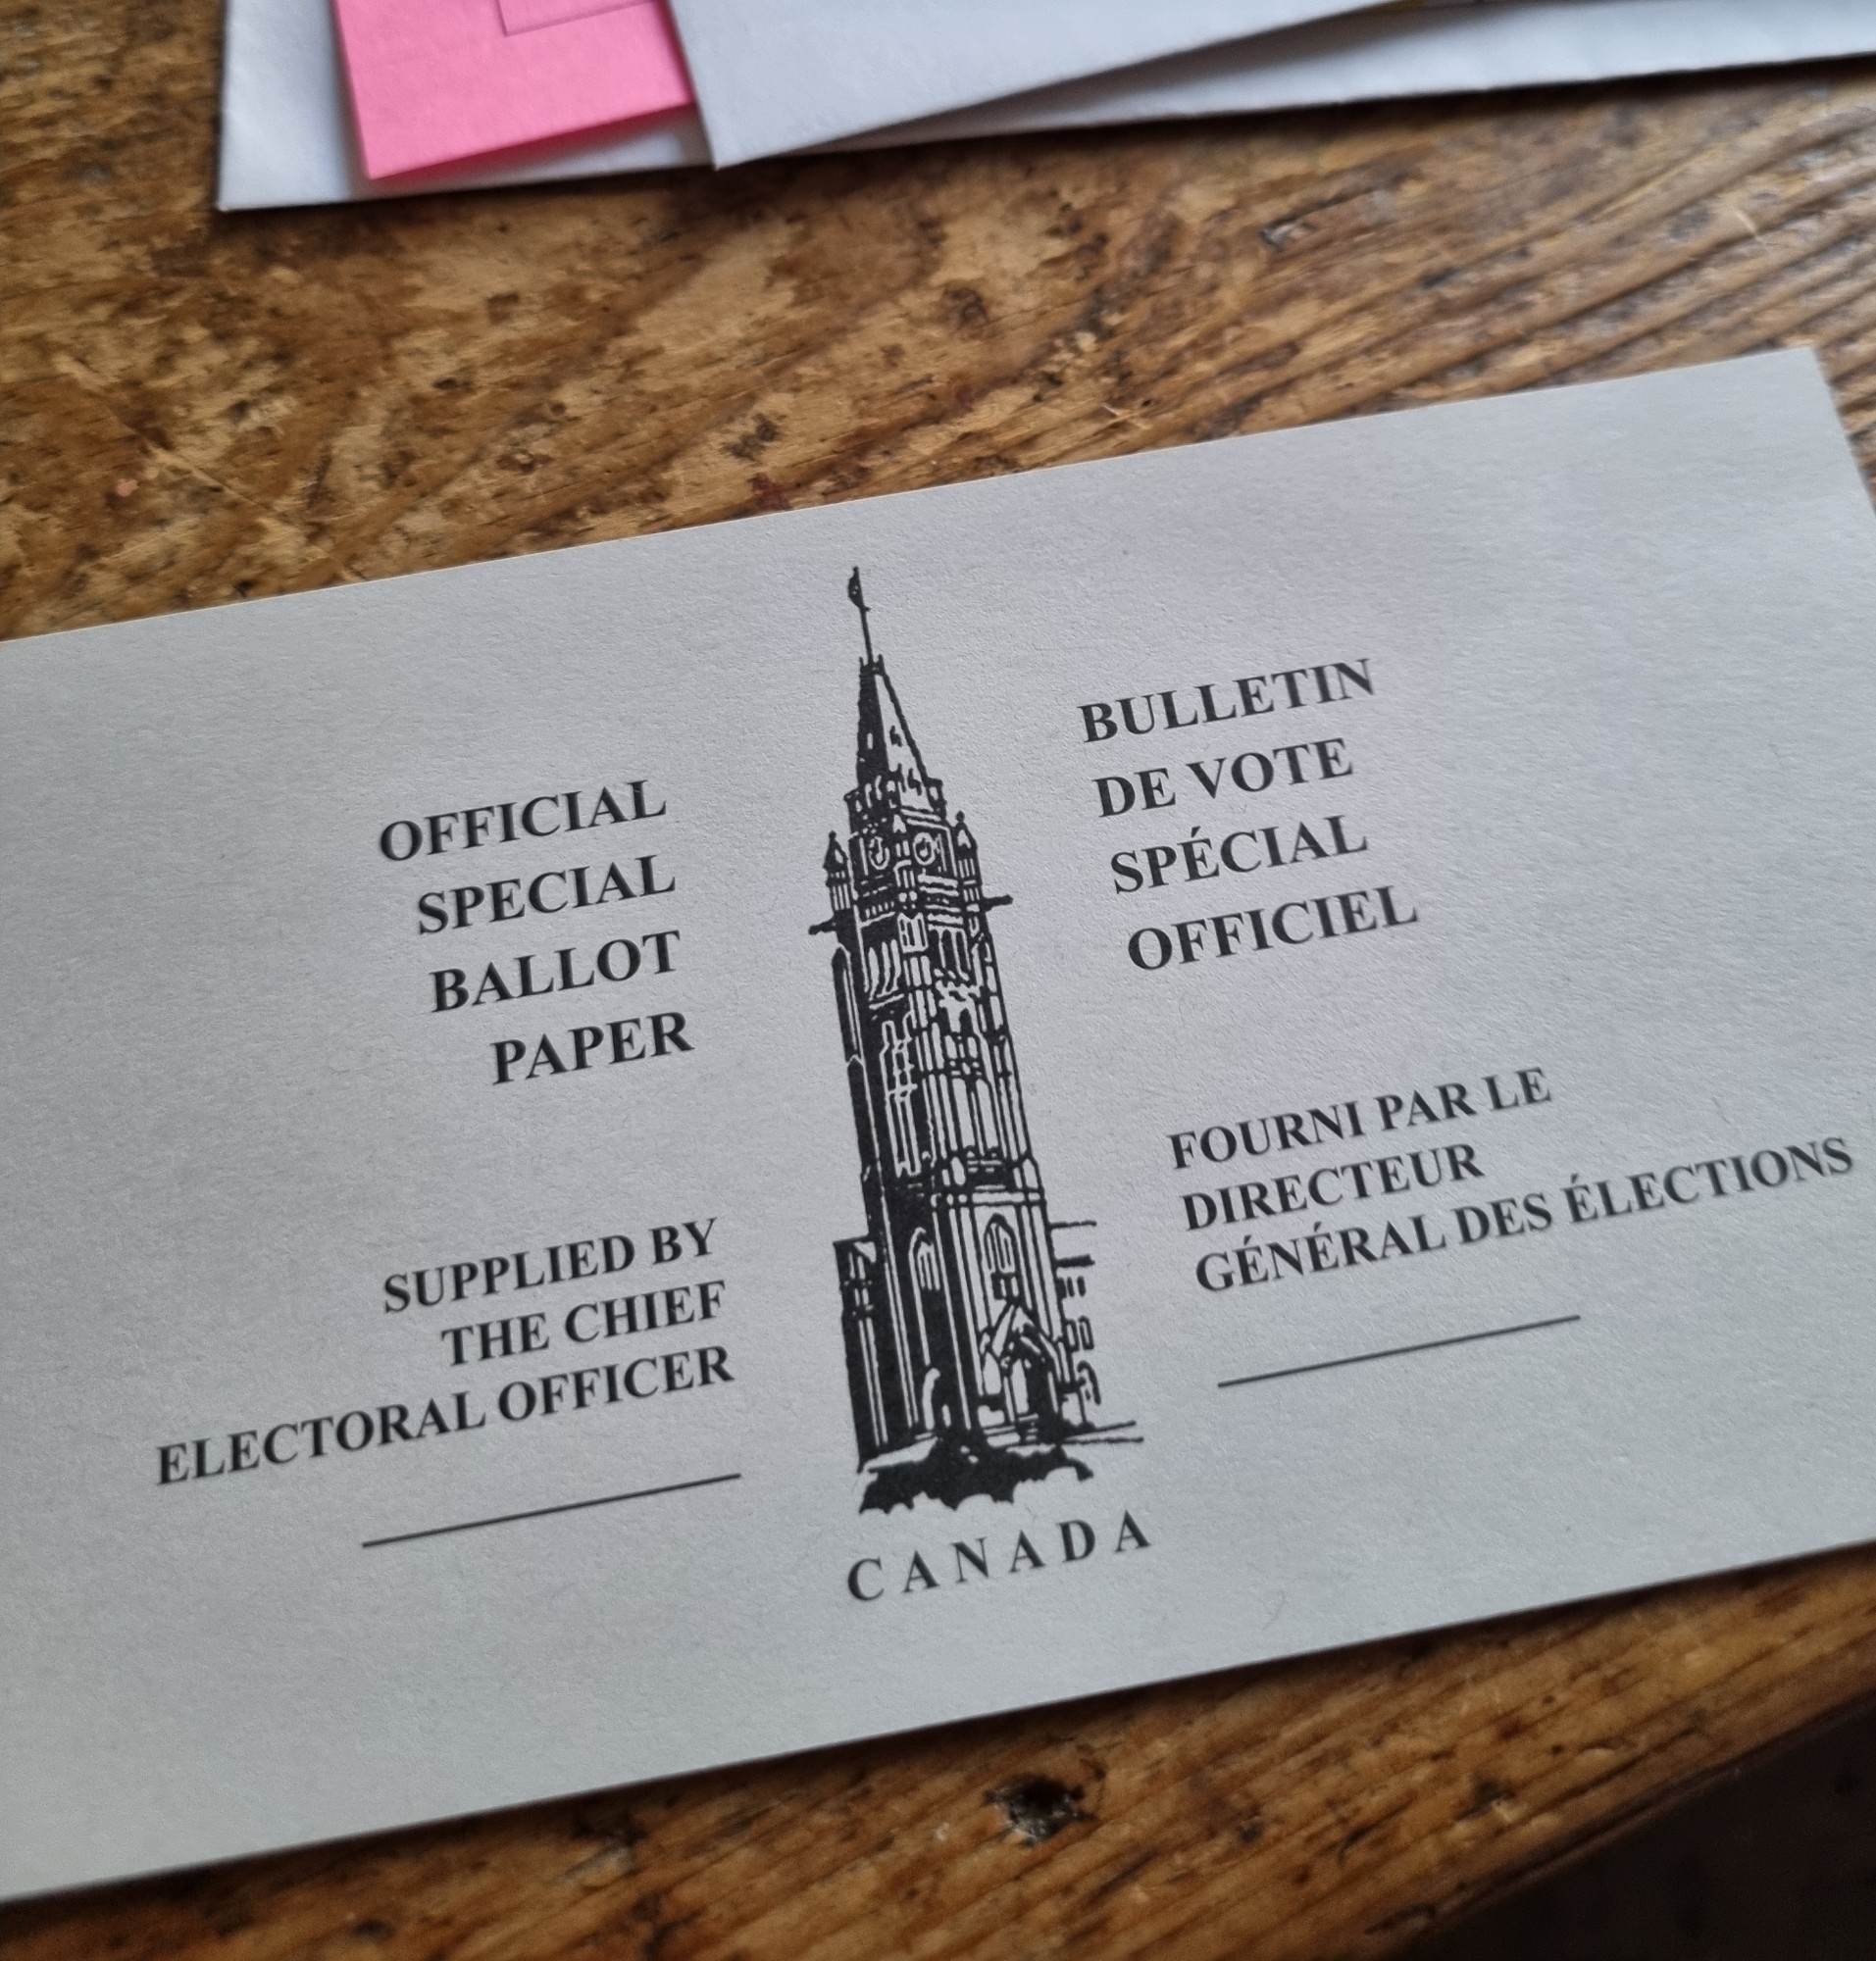 OFFICIAL
SPECIAL
BALLOT
PAPER
SUPPLIED BY
THE CHIEF
ELECTORAL OFFICER
BULLETIN
DE VOTE
SPÉCIAL
OFFICIEL
FOURNI PAR LE
DIRECTEUR
GÉNÉRAL DES ÉLECTIONS
CANADA